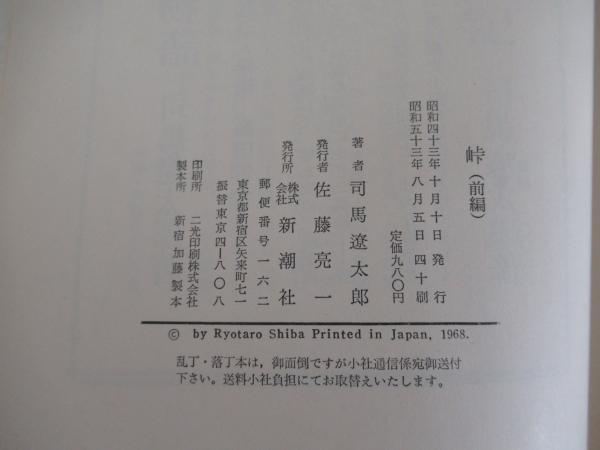 峠(前編)
昭和四十三年十月十日 発行
昭和五十三年八月五日 四十刷
定価九八〇円
著者 司馬遼太郎
発行者 佐藤亮一
発行所 株式会社 新潮社
郵便番号一六二
東京都新宿区矢来町七一
振替東京四―八〇八
印刷所 二光印刷株式会社
製本所 新宿加藤製本
© by Ryotaro Shiba Printed in Japan, 1968.
乱丁・落丁本は,御面倒ですが小社通信係宛御送付
下さい。送料小社負担にてお取替えいたします。